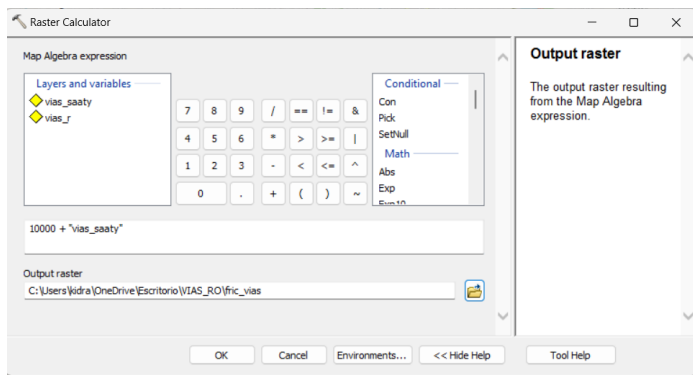 Raster Calculator
Map Algebra expression
Layers and variables
vias_saaty
vias_r
7 8 9 / == != &
4 5 6 * > >= |
1 2 3 - < <= ^
0 . + ( ) ~
Conditional
Con
Pick
SetNull
Math
Abs
Exp
Exp10
10000 + "vias_saaty"
Output raster
C:\Users\kidra\OneDrive\Escritorio\VIAS_RO\fric_vias
OK Cancel Environments... << Hide Help Tool Help
Output raster
The output raster resulting
from the Map Algebra
expression.